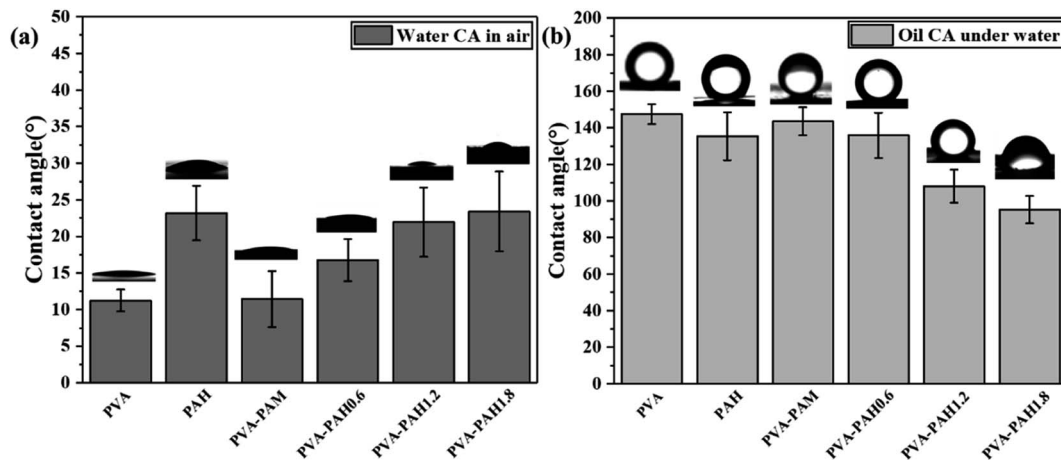 (a)
Water CA in air
Contact angle(°)
50
45
40
35
30
25
20
15
10
5
0
PVA
PAH
PVA-PAM
PVA-PAH0.6
PVA-PAH1.2
PVA-PAH1.8
(b)
Oil CA under water
Contact angle(°)
200
180
160
140
120
100
80
60
40
20
0
PVA
PAH
PVA-PAM
PVA-PAH0.6
PVA-PAH1.2
PVA-PAH1.8